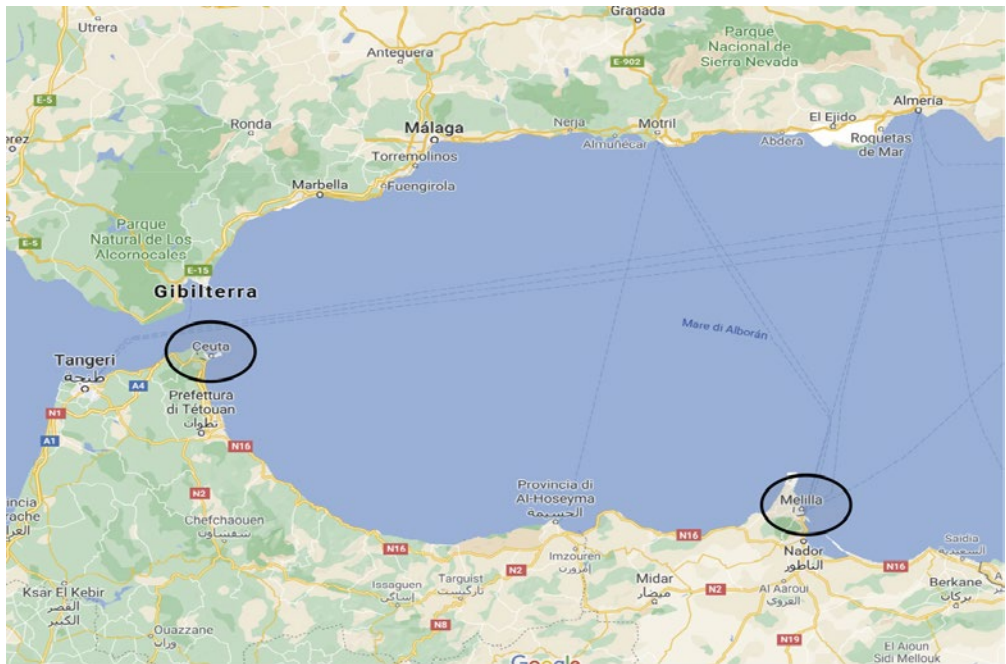 Utrera
Granada
Antequera
Parque
Nacional de
Sierra Nevada
E-902
E-5
Ronda
Málaga
Nerja
Motril
Almuñécar
Abdera
El Ejido
Almería
Roquetas
de Mar
erez
Torremolinos
Fuengirola
Marbella
Parque
Natural de Los
Alcornocales
E-5
E-15
Gibilterra
Ceuta
Mare di Alborán
Tangeri
طنجة
A4
Prefettura
di Tétouan
تطوان
N1
A1
N16
N2
Provincia di
Al-Hoseyma
الحسيمة
Melilla
Chefchaouen
شفشاون
N16
N16
Nador
الناظور
N16
Saidia
السعيدية
Imzouren
إمزورن
N2
Issaguen
إساكن
Targuist
تاركيست
Midar
ميضار
N2
Al Aaroui
العروي
Berkane
بركان
Ksar El Kebir
القصر
الكبير
Ouazzane
وزان
N8
N19
El Aioun
Sidi Mellouk
Google